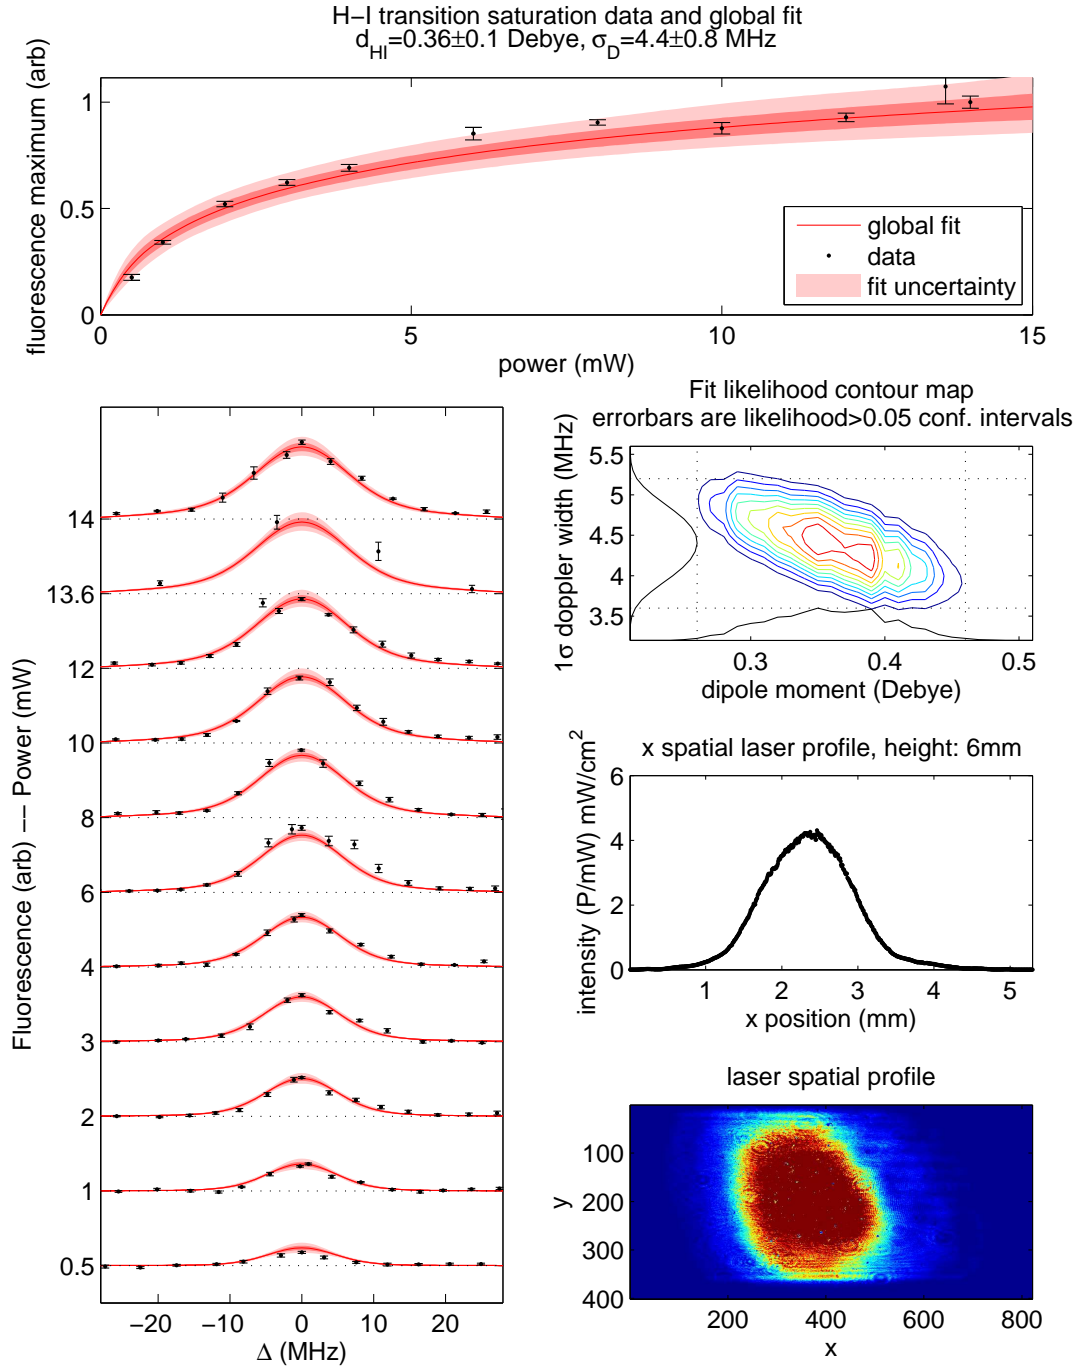 H−I transition saturation data and global fit
d_HI=0.36±0.1 Debye, σ_D=4.4±0.8 MHz
fluorescence maximum (arb)
1
0.5
0
0
5
10
15
power (mW)
global fit
data
fit uncertainty
Fluorescence (arb) −− Power (mW)
14
13.6
12
10
8
6
4
3
2
1
0.5
−20
−10
0
10
20
Δ (MHz)
Fit likelihood contour map
errorbars are likelihood>0.05 conf. intervals
1σ doppler width (MHz)
5.5
5
4.5
4
3.5
0.3
0.4
0.5
dipole moment (Debye)
x spatial laser profile, height: 6mm
intensity (P/mW) mW/cm²
6
4
2
0
1
2
3
4
5
x position (mm)
laser spatial profile
y
100
200
300
400
200
400
600
800
x